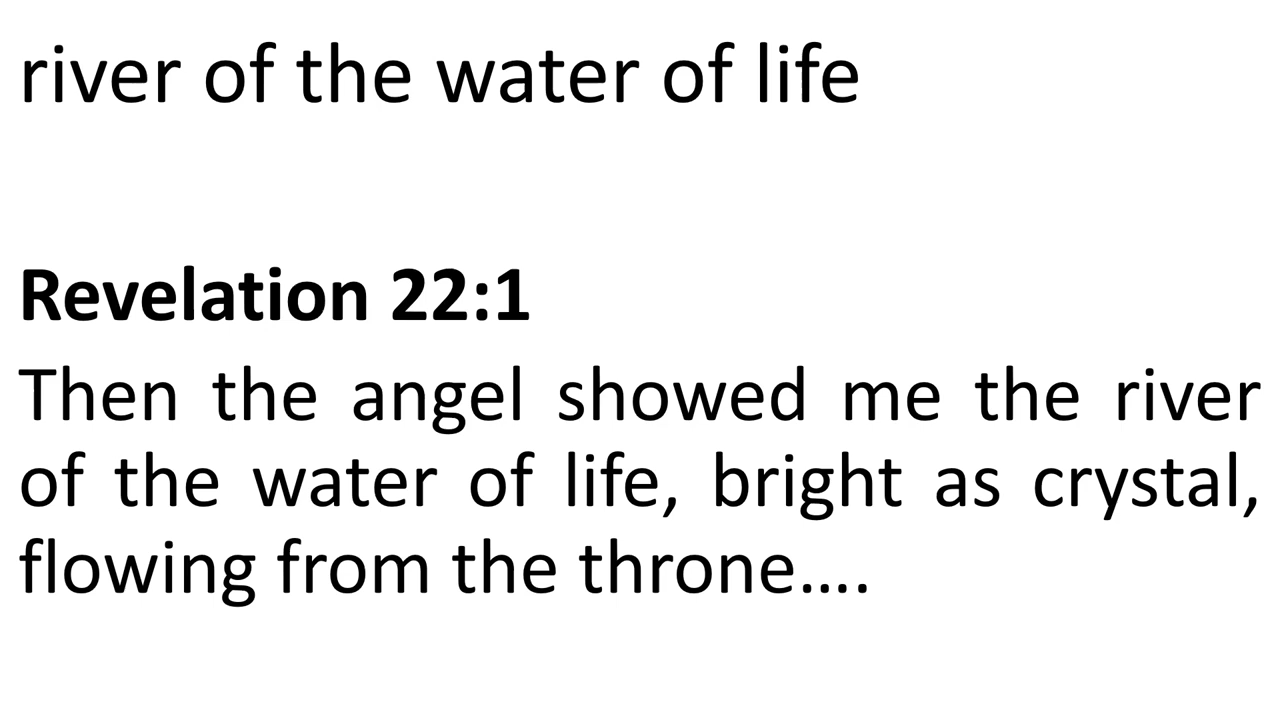 river of the water of life
Revelation 22:1
Then the angel showed me the river
of the water of life, bright as crystal,
flowing from the throne….